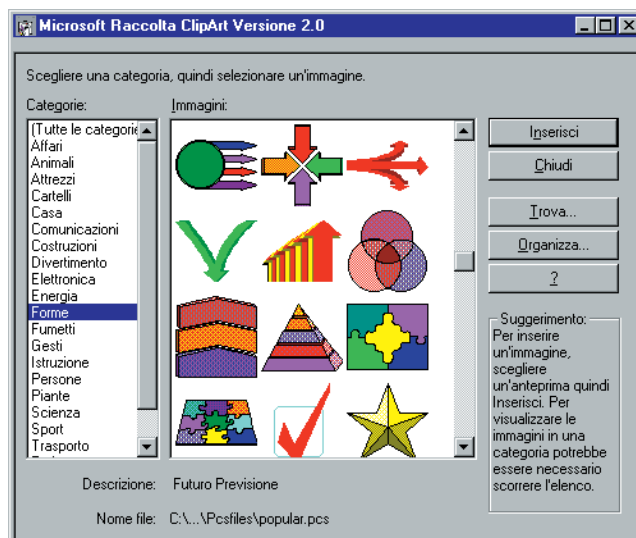 Microsoft Raccolta ClipArt Versione 2.0
Scegliere una categoria, quindi selezionare un'immagine.
Categorie:
Immagini:
(Tutte le categorie
Affari
Animali
Attrezzi
Cartelli
Casa
Comunicazioni
Costruzioni
Divertimento
Elettronica
Energia
Forme
Fumetti
Gesti
Istruzione
Persone
Piante
Scienza
Sport
Trasporto
Inserisci
Chiudi
Trova...
Organizza...
?
Suggerimento:
Per inserire
un'immagine,
scegliere
un'anteprima quindi
Inserisci. Per
visualizzare le
immagini in una
categoria potrebbe
essere necessario
scorrere l'elenco.
Descrizione: Futuro Previsione
Nome file: C:\...\Pcsfiles\popular.pcs